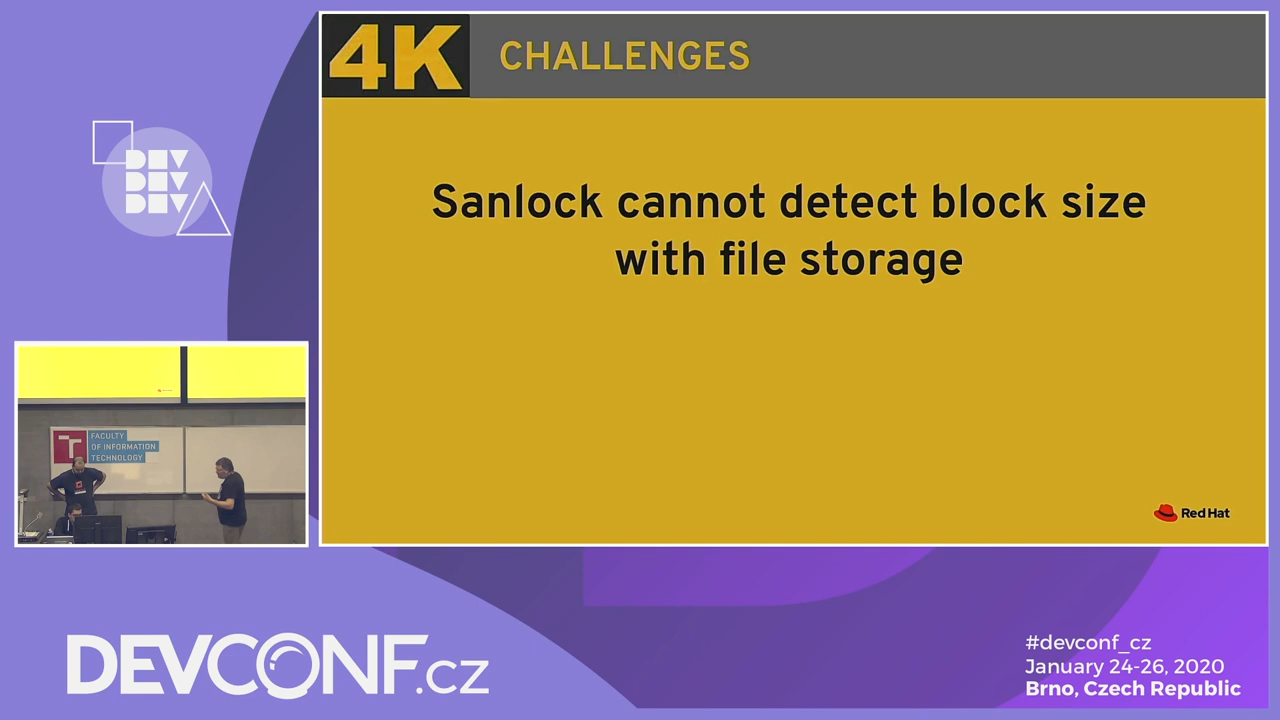 4K CHALLENGES
Sanlock cannot detect block size
with file storage
Red Hat
DEV
DEV
DEV
FACULTY
OF INFORMATION
TECHNOLOGY
DEVCONF.cz
#devconf_cz
January 24-26, 2020
Brno, Czech Republic